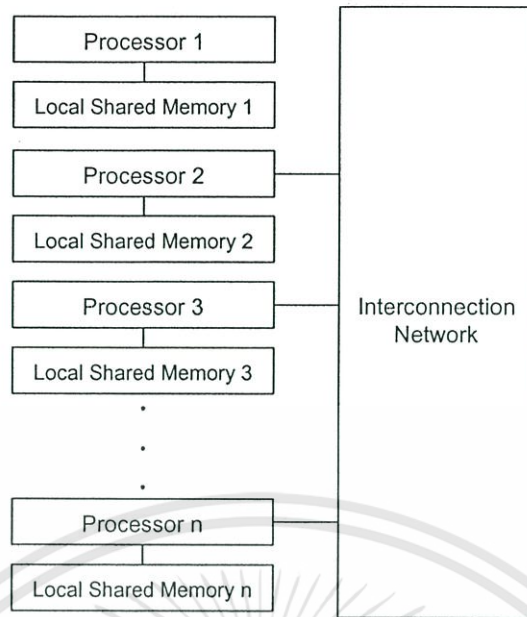 Processor 1
Local Shared Memory 1
Processor 2
Local Shared Memory 2
Processor 3
Local Shared Memory 3
Processor n
Local Shared Memory n
Interconnection
Network